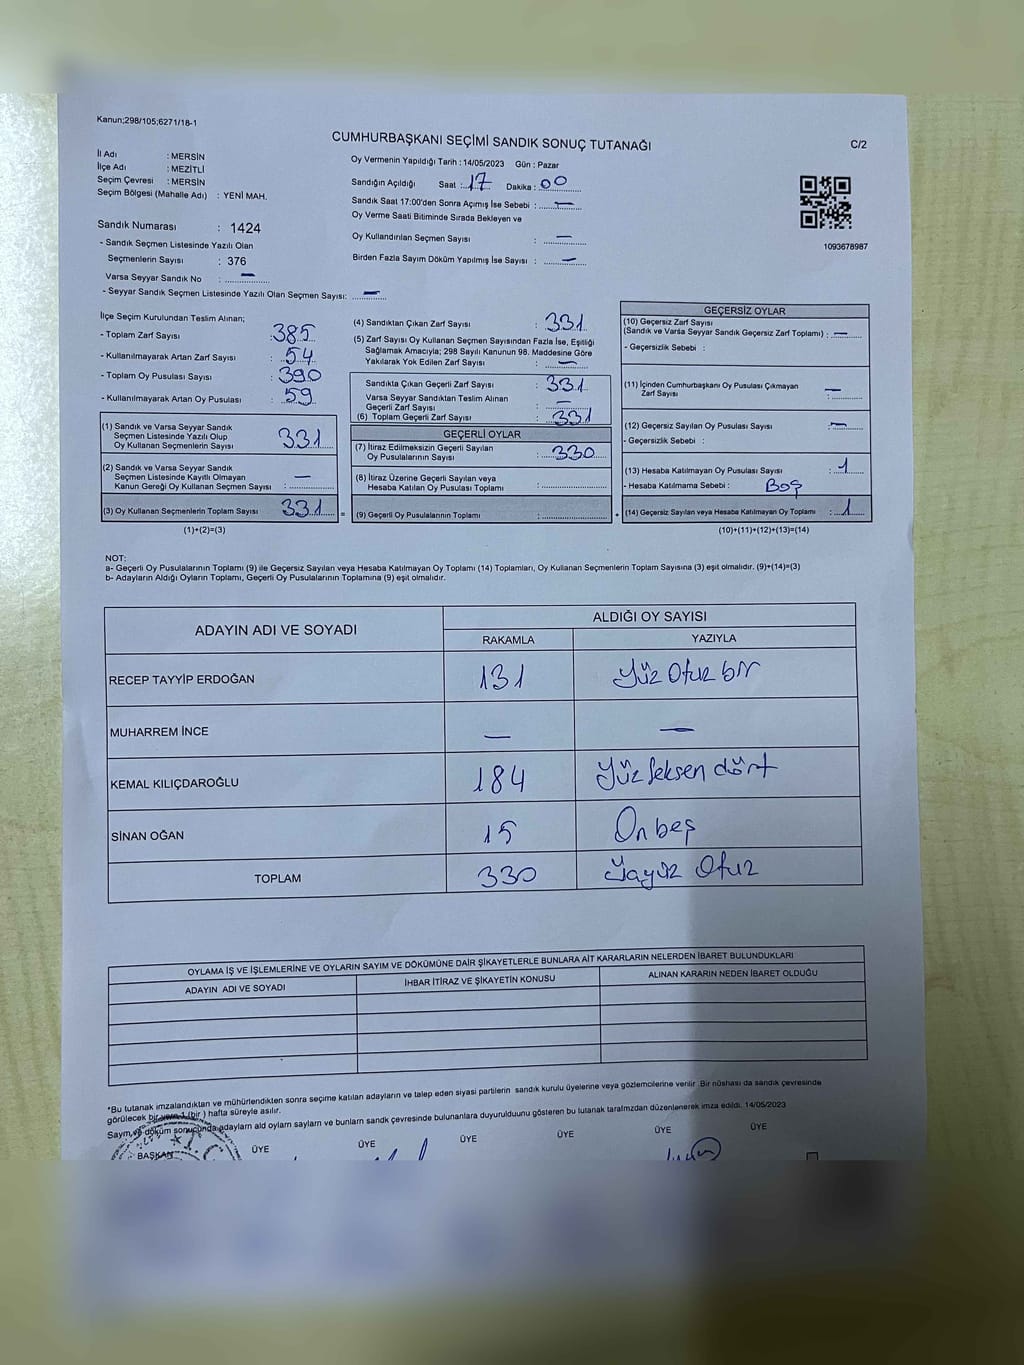 Kanun;298/105;6271/18-1
CUMHURBAŞKANI SEÇİMİ SANDIK SONUÇ TUTANAĞI
C/2
İl Adı : MERSİN
İlçe Adı : MEZİTLİ
Seçim Çevresi : MERSİN
Seçim Bölgesi (Mahalle Adı) : YENİ MAH.
Sandık Numarası : 1424
- Sandık Seçmen Listesinde Yazılı Olan
Seçmenlerin Sayısı : 376
Varsa Seyyar Sandık No : —
- Seyyar Sandık Seçmen Listesinde Yazılı Olan Seçmen Sayısı: —
Oy Vermenin Yapıldığı Tarih : 14/05/2023 Gün : Pazar
Sandığın Açıldığı Saat : 17 Dakika : 00
Sandık Saat 17:00'den Sonra Açımış İse Sebebi : —
Oy Verme Saati Bitiminde Sırada Bekleyen ve
Oy Kullandırılan Seçmen Sayısı : —
Birden Fazla Sayım Döküm Yapılmış İse Sayısı : —
1093678987
İlçe Seçim Kurulundan Teslim Alınan;
- Toplam Zarf Sayısı : 385
- Kullanılmayarak Artan Zarf Sayısı : 54
- Toplam Oy Pusulası Sayısı : 390
- Kullanılmayarak Artan Oy Pusulası : 59
(1) Sandık ve Varsa Seyyar Sandık
Seçmen Listesinde Yazılı Olup
Oy Kullanan Seçmenlerin Sayısı 331
(2) Sandık ve Varsa Seyyar Sandık
Seçmen Listesinde Kayıtlı Olmayan
Kanun Gereği Oy Kullanan Seçmen Sayısı : —
(3) Oy Kullanan Seçmenlerin Toplam Sayısı 331
(1)+(2)=(3)
(4) Sandıktan Çıkan Zarf Sayısı : 331
(5) Zarf Sayısı Oy Kullanan Seçmen Sayısından Fazla İse, Eşitliği
Sağlamak Amacıyla; 298 Sayılı Kanunun 98. Maddesine Göre
Yakılarak Yok Edilen Zarf Sayısı : —
Sandıkta Çıkan Geçerli Zarf Sayısı : 331
Varsa Seyyar Sandıktan Teslim Alınan
Geçerli Zarf Sayısı : —
(6) Toplam Geçerli Zarf Sayısı : 331
GEÇERLİ OYLAR
(7) İtiraz Edilmeksizin Geçerli Sayılan
Oy Pusulalarının Sayısı : 330
(8) İtiraz Üzerine Geçerli Sayılan veya
Hesaba Katılan Oy Pusulası Toplamı :
= (9) Geçerli Oy Pusulalarının Toplamı :
GEÇERSİZ OYLAR
(10) Geçersiz Zarf Sayısı
(Sandık ve Varsa Seyyar Sandık Geçersiz Zarf Toplamı) : —
- Geçersizlik Sebebi :
(11) İçinden Cumhurbaşkanı Oy Pusulası Çıkmayan
Zarf Sayısı : —
(12) Geçersiz Sayılan Oy Pusulası Sayısı : —
- Geçersizlik Sebebi :
(13) Hesaba Katılmayan Oy Pusulası Sayısı : 1
- Hesaba Katılmama Sebebi : Boş
+ (14) Geçersiz Sayılan veya Hesaba Katılmayan Oy Toplamı : 1
(10)+(11)+(12)+(13)=(14)
NOT:
a- Geçerli Oy Pusulalarının Toplamı (9) ile Geçersiz Sayılan veya Hesaba Katılmayan Oy Toplamı (14) Toplamları, Oy Kullanan Seçmenlerin Toplam Sayısına (3) eşit olmalıdır. (9)+(14)=(3)
b- Adayların Aldığı Oyların Toplamı, Geçerli Oy Pusulalarının Toplamına (9) eşit olmalıdır.
ADAYIN ADI VE SOYADI
ALDIĞI OY SAYISI
RAKAMLA YAZIYLA
RECEP TAYYİP ERDOĞAN 131 Yüz Otuz bir
MUHARREM İNCE — —
KEMAL KILIÇDAROĞLU 184 Yüz seksen dört
SİNAN OĞAN 15 On beş
TOPLAM 330 Üçyüz Otuz
OYLAMA İŞ VE İŞLEMLERİNE VE OYLARIN SAYIM VE DÖKÜMÜNE DAİR ŞİKAYETLERLE BUNLARA AİT KARARLARIN NELERDEN İBARET BULUNDUKLARI
ADAYIN ADI VE SOYADI İHBAR İTİRAZ VE ŞİKAYETİN KONUSU ALINAN KARARIN NEDEN İBARET OLDUĞU
*Bu tutanak imzalandıktan ve mühürlendikten sonra seçime katılan adayların ve talep eden siyasi partilerin sandık kurulu üyelerine veya gözlemcilerine verilir .Bir nüshası da sandık çevresinde
görülecek bir yere 1 (bir ) hafta süreyle asılır.
Sayım ve döküm sonucunda adayların ald oyların sayları ve bunların sandk çevresinde bulunanlara duyurulduunu gösteren bu tutanak tarafmzdan düzenlenerek imza edildi. 14/05/2023
BAŞKAN ÜYE ÜYE ÜYE ÜYE ÜYE ÜYE